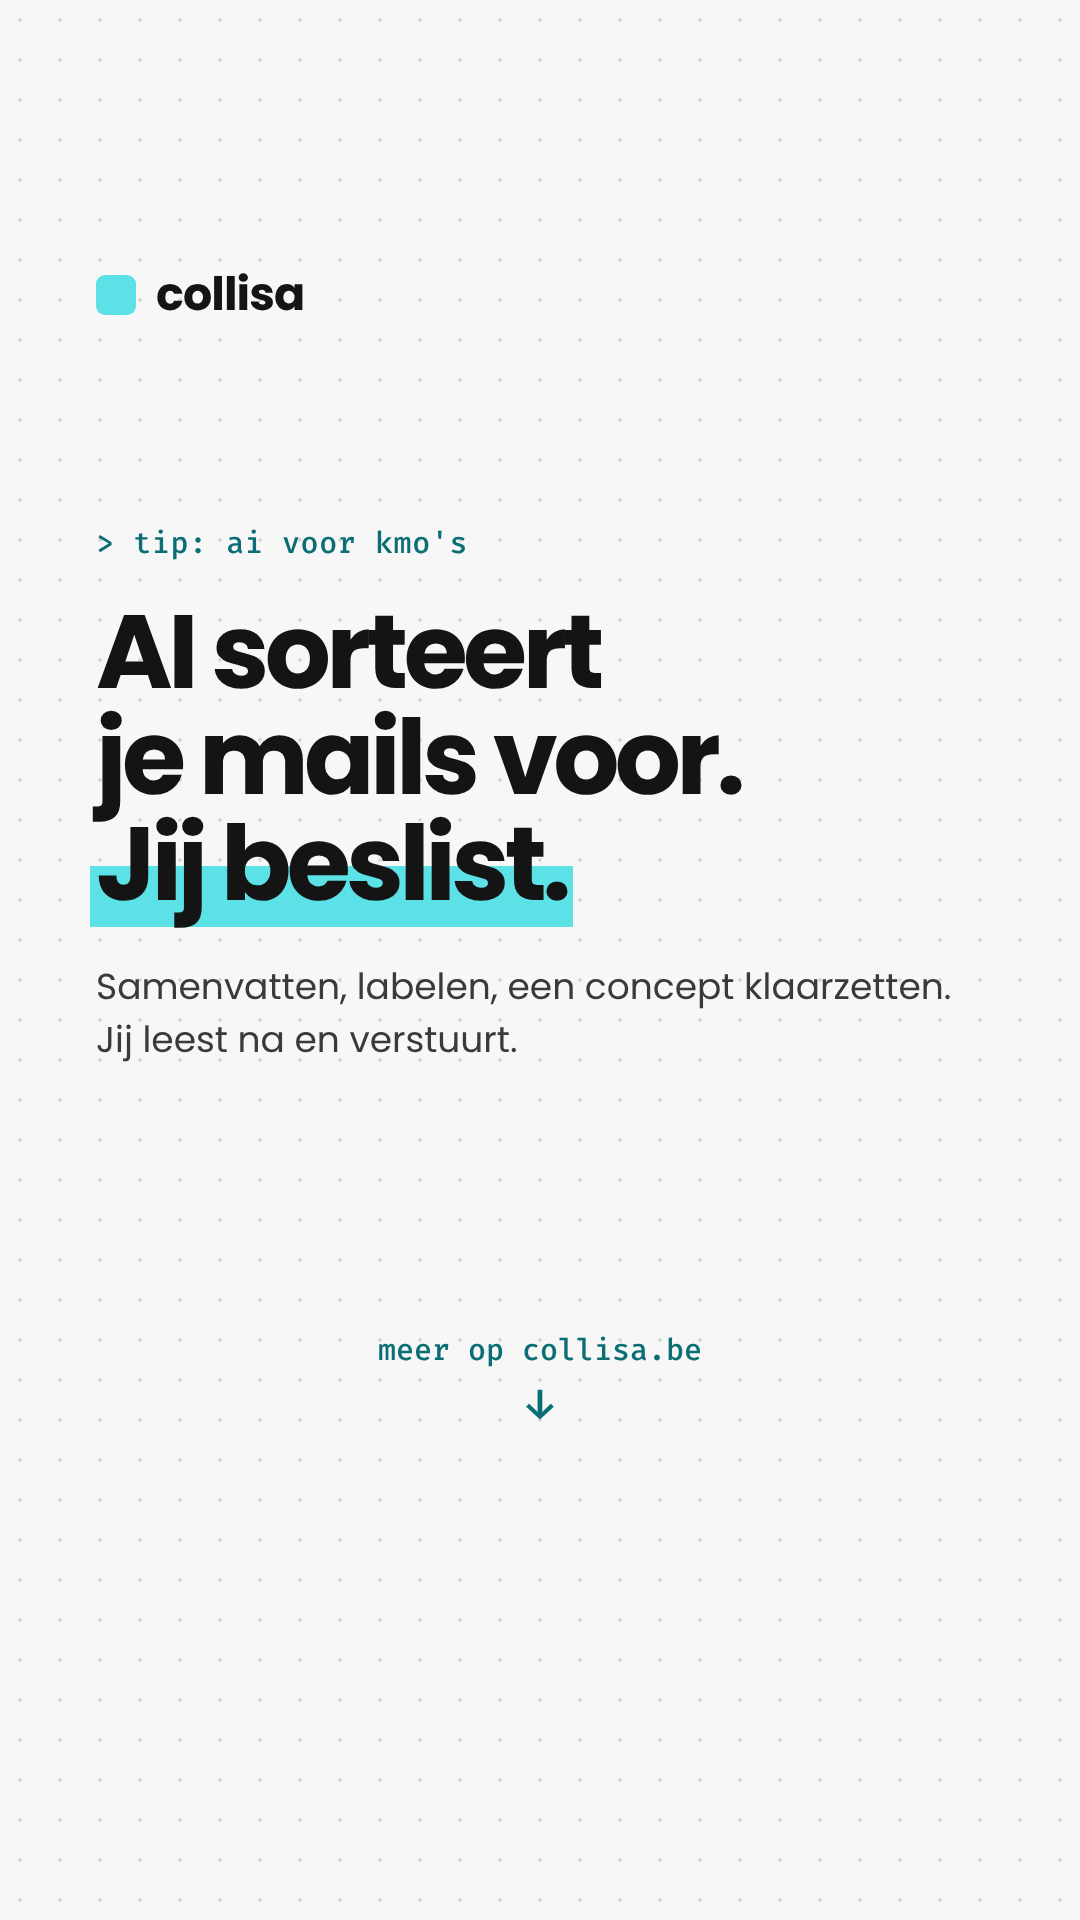 collisa
> tip: ai voor kmo's
AI sorteert
je mails voor.
Jij beslist.
Samenvatten, labelen, een concept klaarzetten.
Jij leest na en verstuurt.
meer op collisa.be
↓